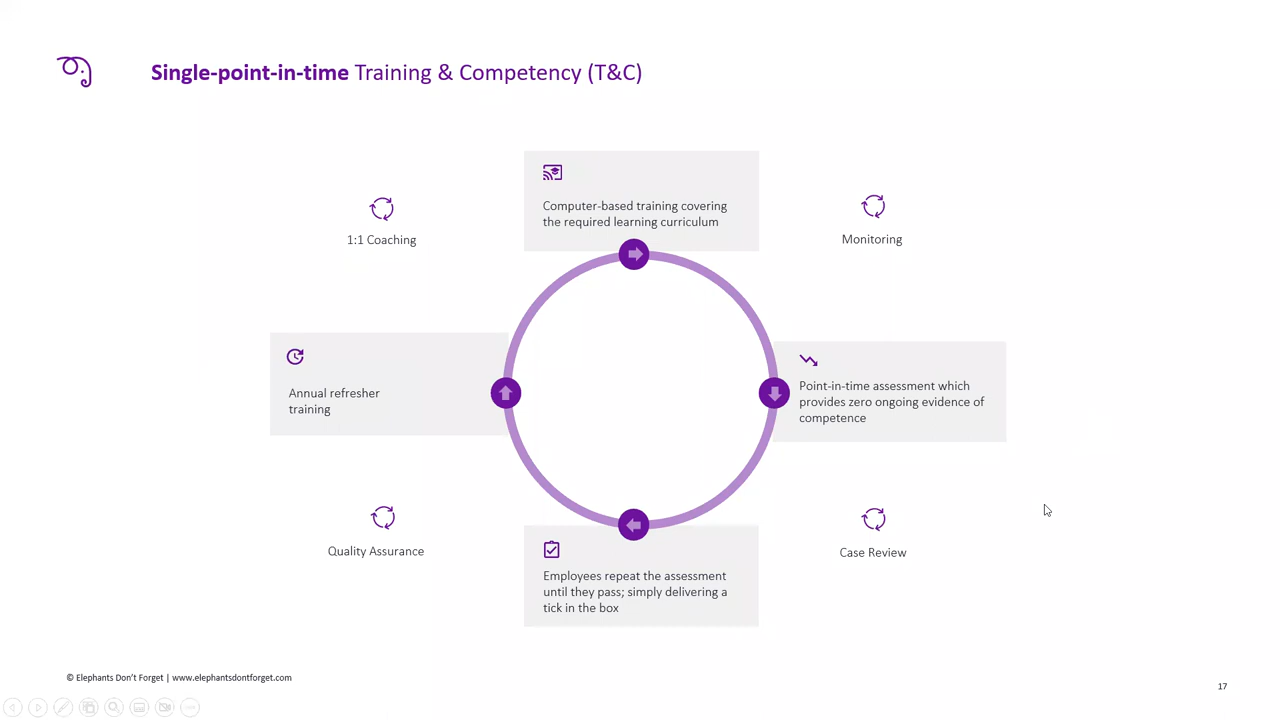 Single-point-in-time Training & Competency (T&C)
Computer-based training covering
the required learning curriculum
1:1 Coaching
Monitoring
Annual refresher
training
Point-in-time assessment which
provides zero ongoing evidence of
competence
Quality Assurance
Case Review
Employees repeat the assessment
until they pass; simply delivering a
tick in the box
© Elephants Don’t Forget | www.elephantsdontforget.com
17